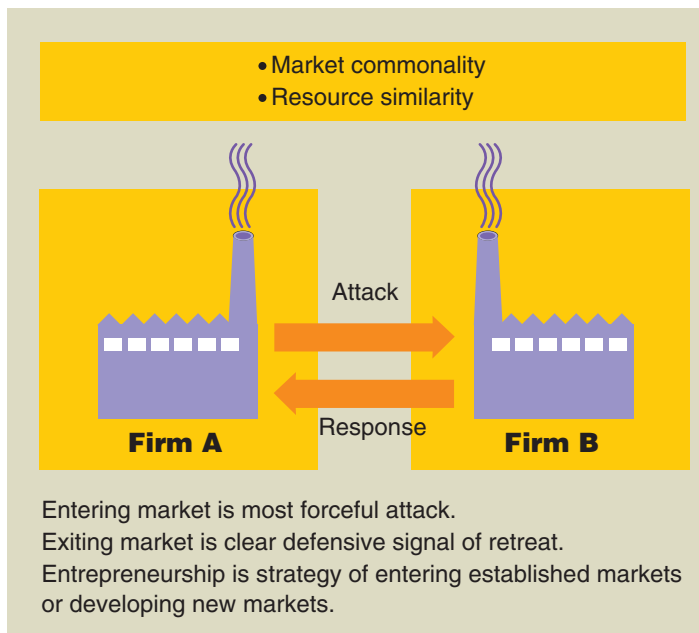 • Market commonality
• Resource similarity
Attack
Response
Firm A
Firm B
Entering market is most forceful attack.
Exiting market is clear defensive signal of retreat.
Entrepreneurship is strategy of entering established markets
or developing new markets.